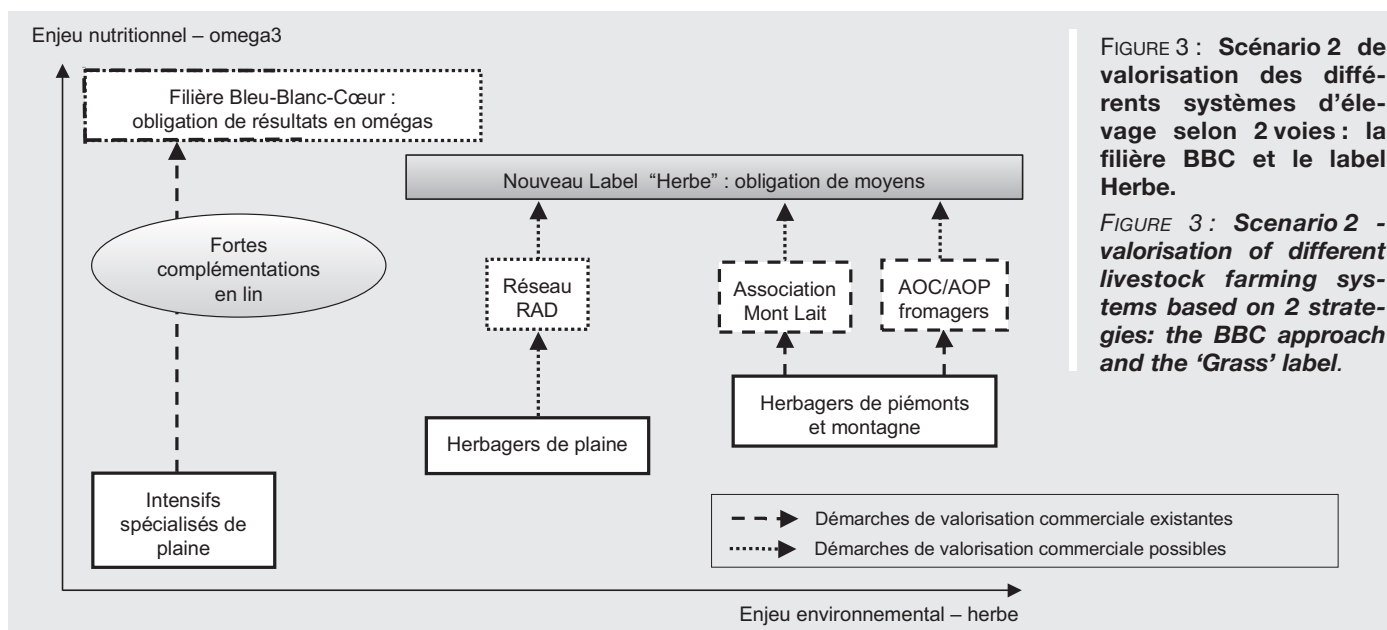 Enjeu nutritionnel – omega3
Filière Bleu-Blanc-Cœur :
obligation de résultats en omégas
Nouveau Label “Herbe” : obligation de moyens
Fortes
complémentations
en lin
Réseau
RAD
Association
Mont Lait
AOC/AOP
fromagers
Herbagers de plaine
Herbagers de piémonts
et montagne
Intensifs
spécialisés de
plaine
Démarches de valorisation commerciale existantes
Démarches de valorisation commerciale possibles
Enjeu environnemental – herbe
FIGURE 3 : Scénario 2 de
valorisation des diffé-
rents systèmes d'éle-
vage selon 2 voies : la
filière BBC et le label
Herbe.
FIGURE 3 : Scenario 2 -
valorisation of different
livestock farming sys-
tems based on 2 strate-
gies: the BBC approach
and the ‘Grass’ label.